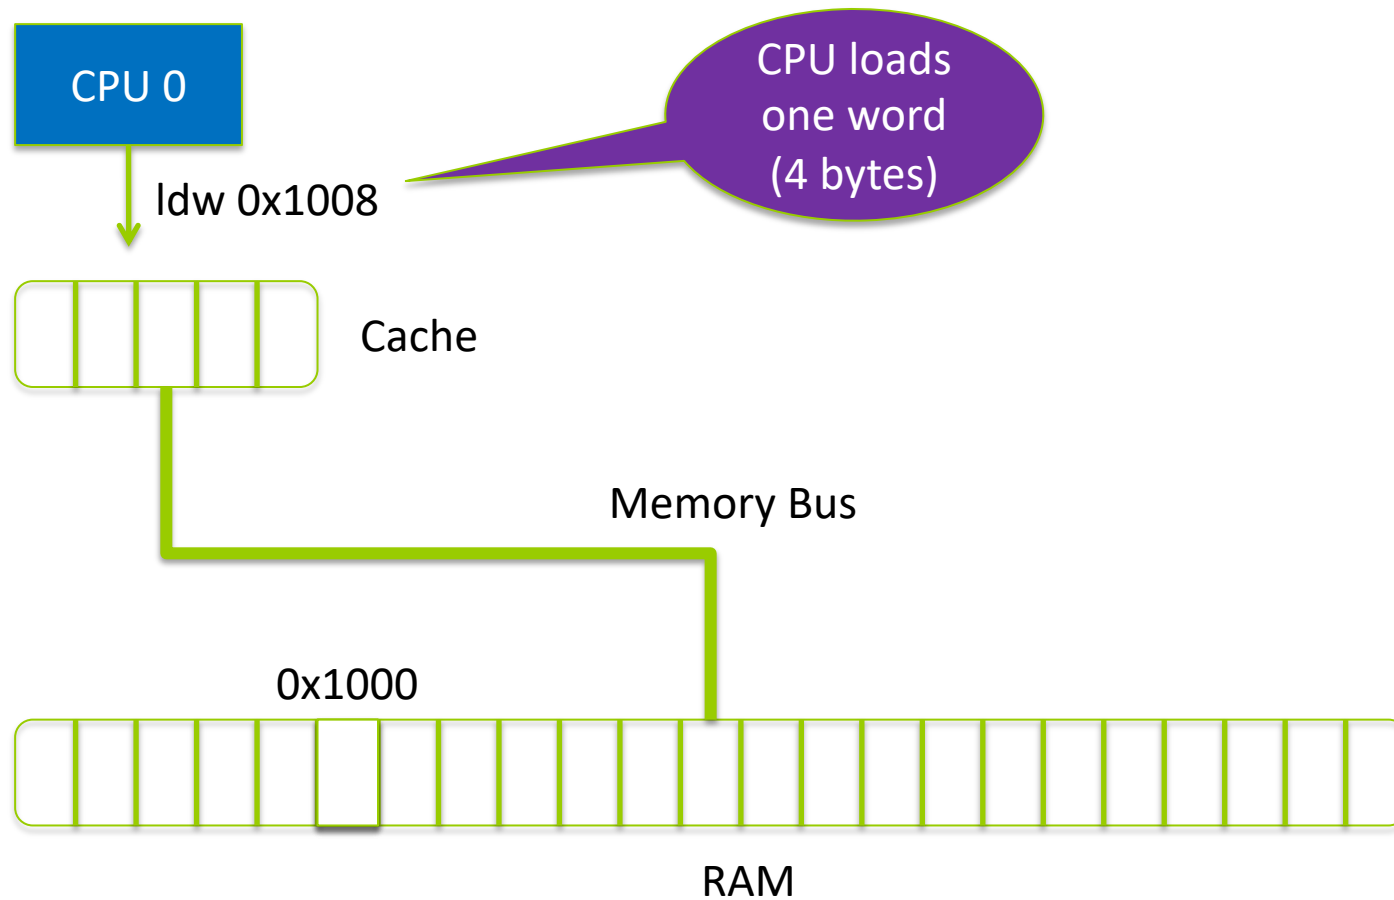 CPU 0
CPU loads
one word
(4 bytes)
ldw 0x1008
Cache
Memory Bus
0x1000
RAM